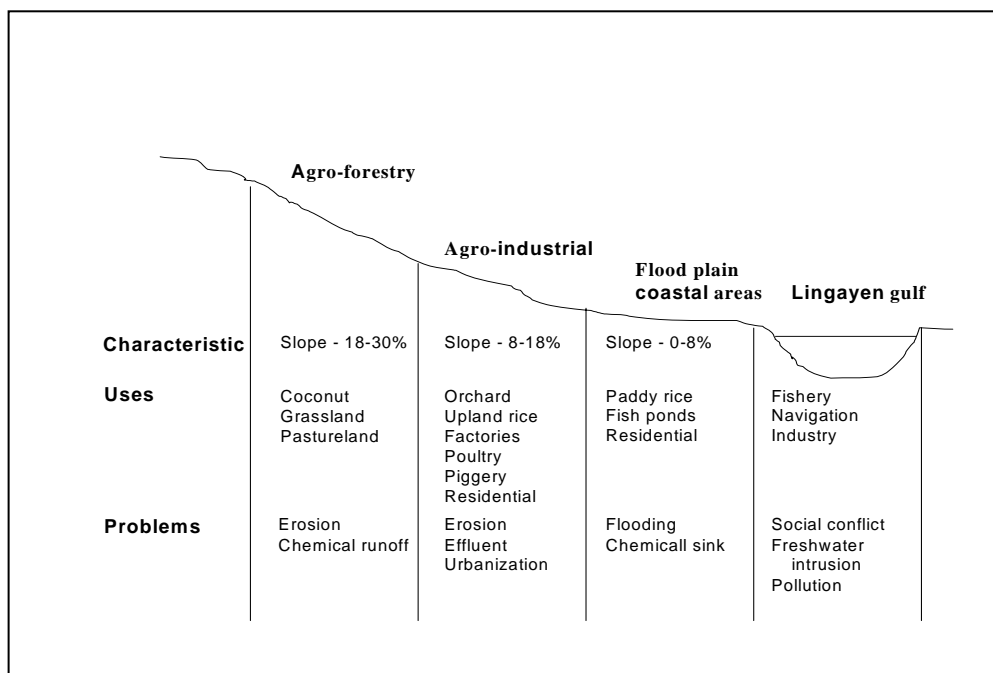 Agro-forestry
Agro-industrial
Flood plain
coastal areas
Lingayen gulf
Characteristic
Slope - 18-30%
Slope - 8-18%
Slope - 0-8%
Uses
Coconut
Grassland
Pastureland
Orchard
Upland rice
Factories
Poultry
Piggery
Residential
Paddy rice
Fish ponds
Residential
Fishery
Navigation
Industry
Problems
Erosion
Chemical runoff
Erosion
Effluent
Urbanization
Flooding
Chemicall sink
Social conflict
Freshwater
intrusion
Pollution